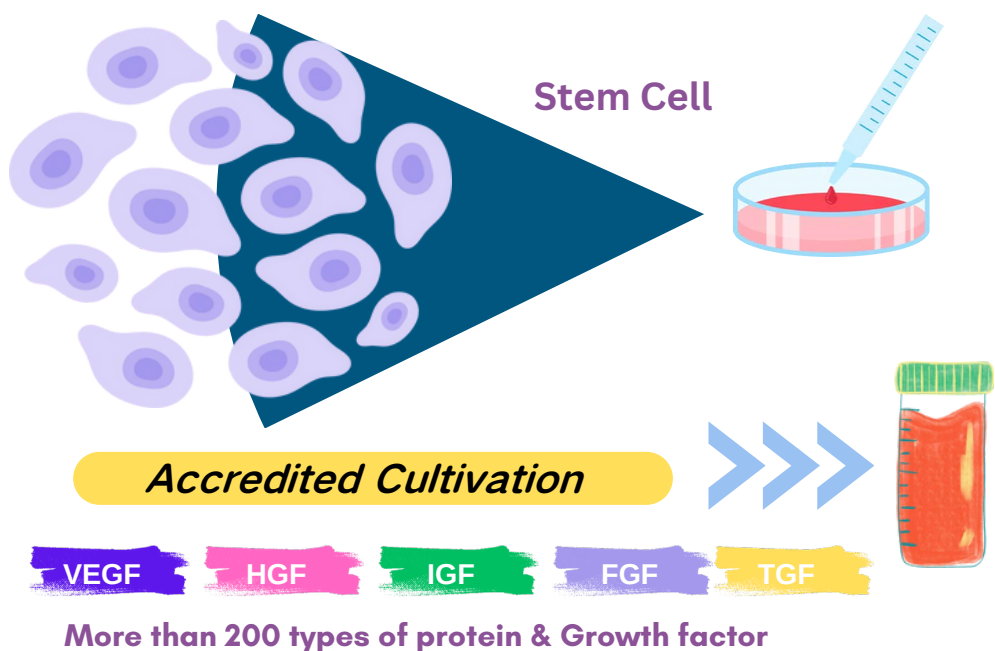 Stem Cell
Accredited Cultivation
VEGF
HGF
IGF
FGF
TGF
More than 200 types of protein & Growth factor